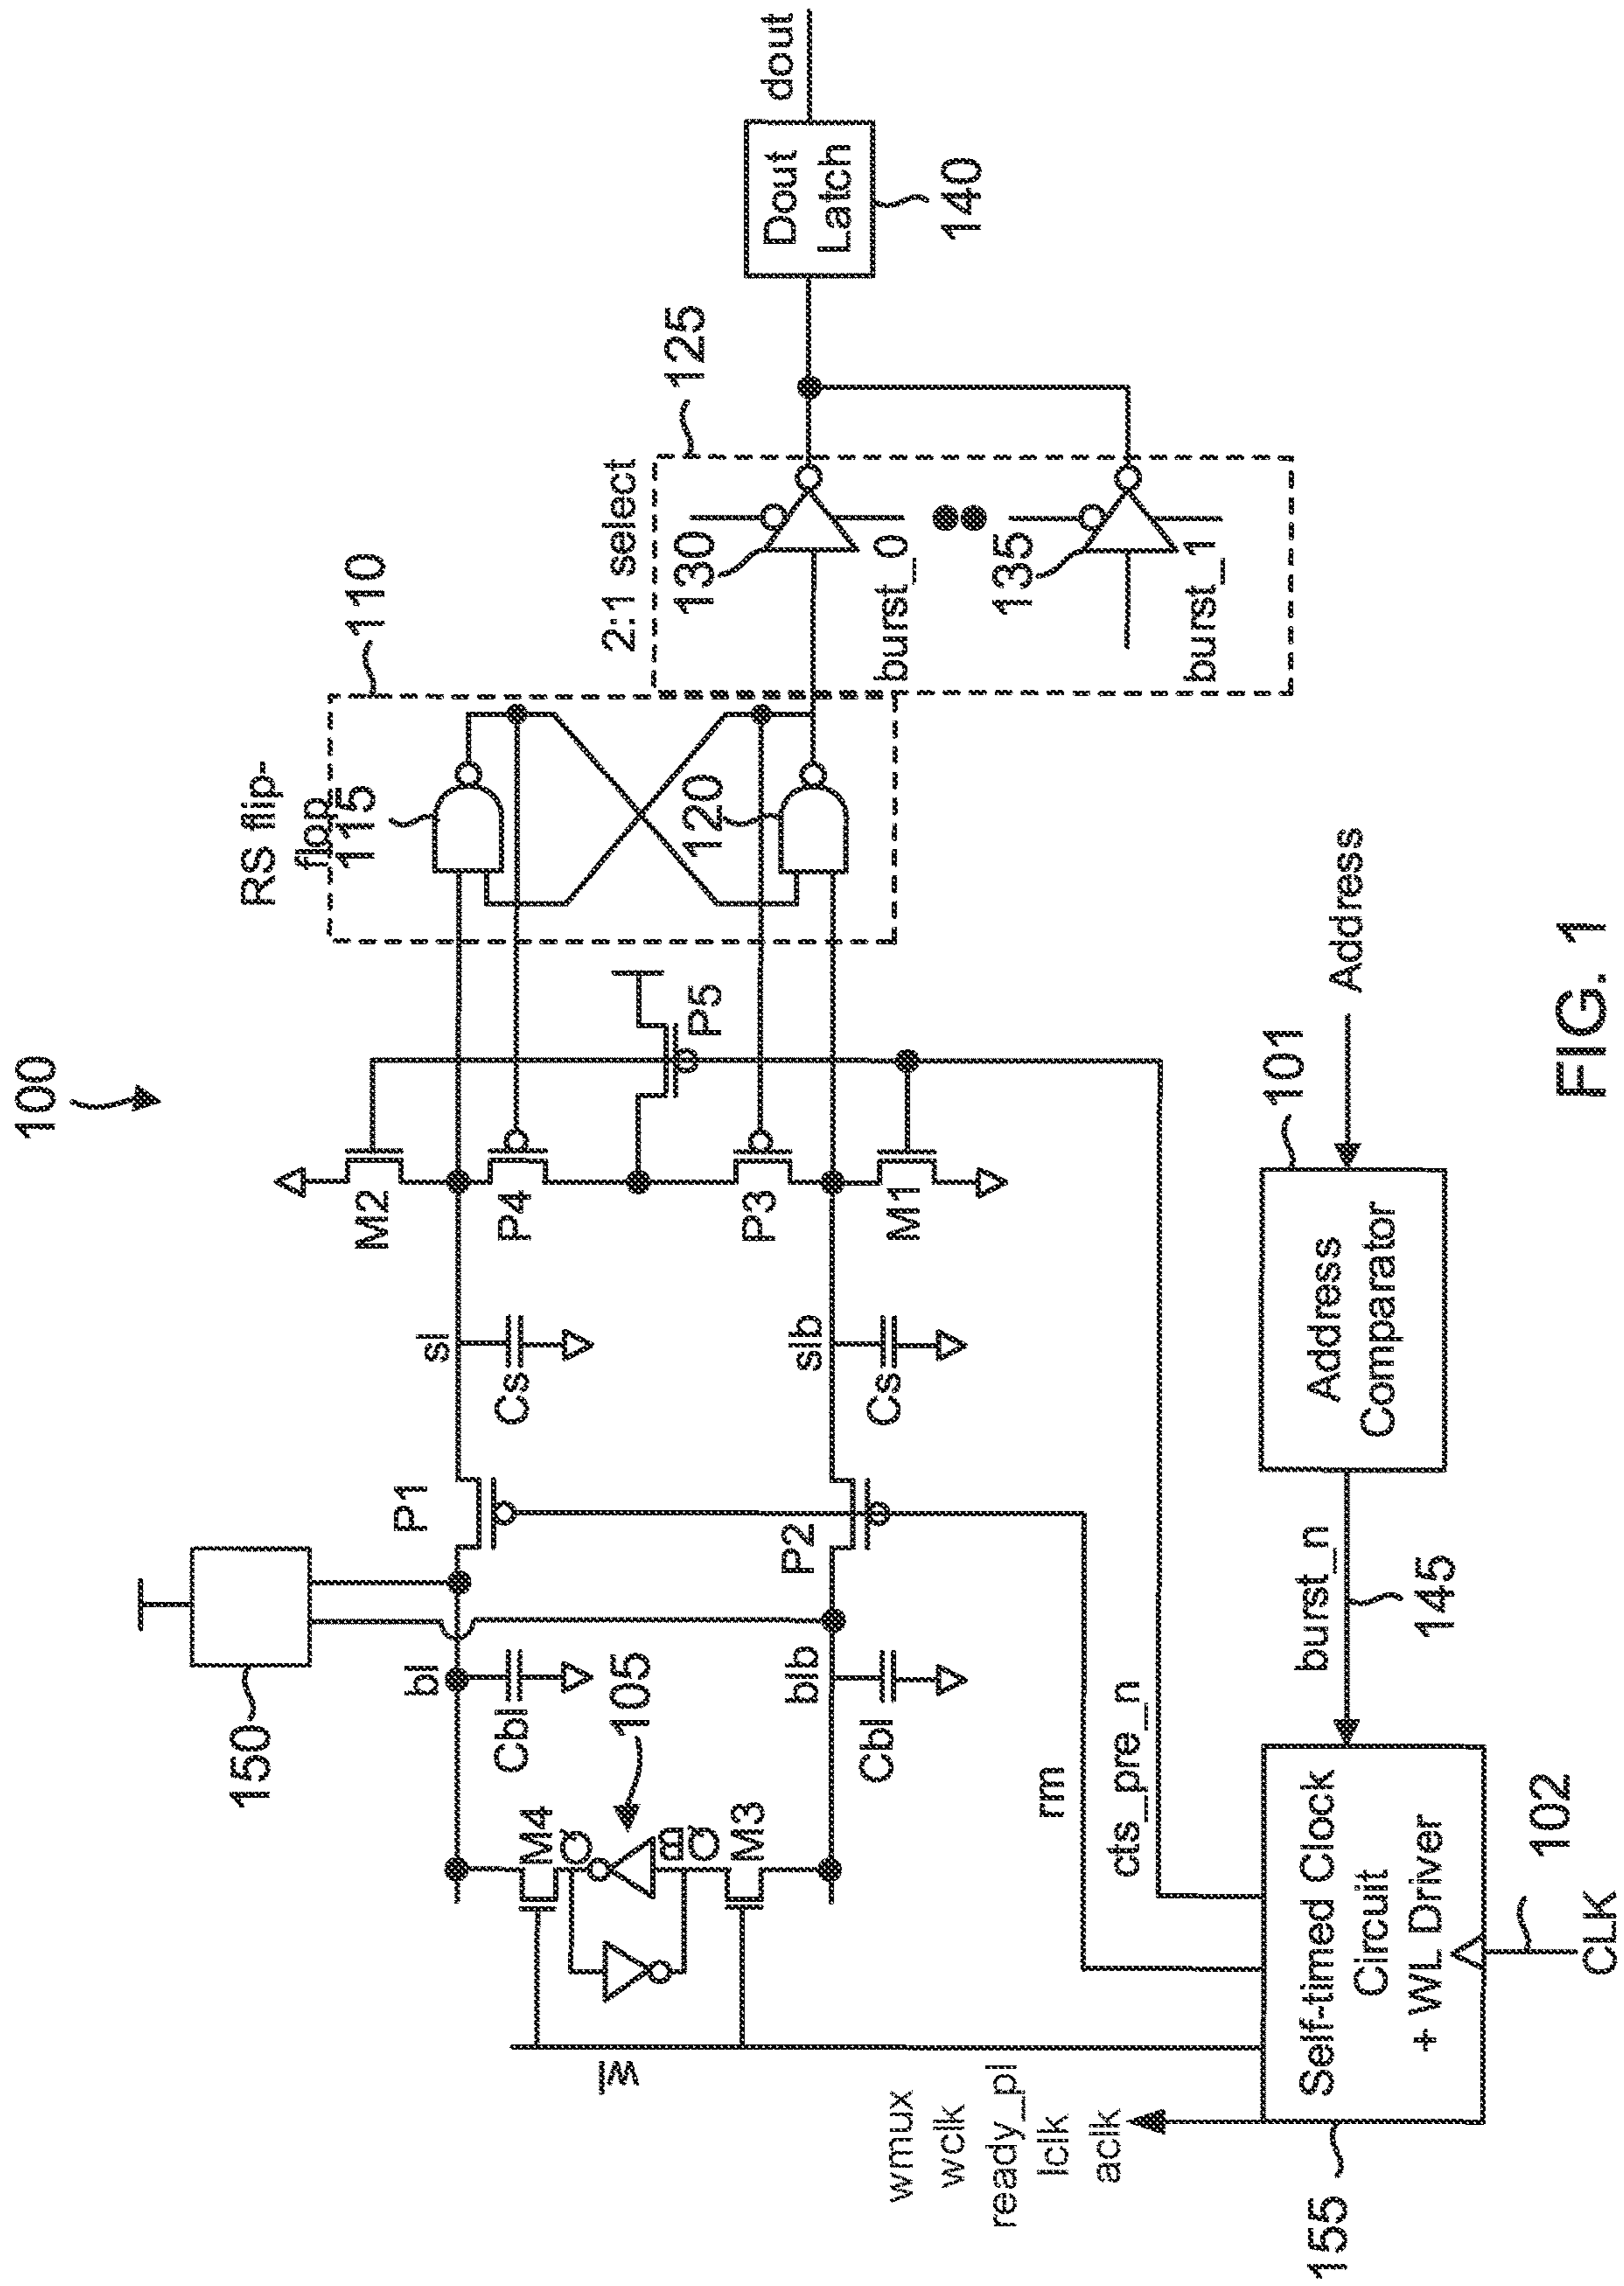 100
RS flip-
flop
110
115
120
2:1 select
125
130
burst_0
135
burst_1
Dout
Latch
140
dout
150
bl
Cbl
P1
sl
Cs
M2
P4
P5
P3
M1
wl
M4
Q
105
QB
M3
blb
Cbl
P2
slb
Cs
wmux
wclk
ready_pl
lclk
aclk
rm
cts_pre_n
155
Self-timed Clock
Circuit
+ WL Driver
102
CLK
burst_n
145
Address
Comparator
101
Address
FIG. 1